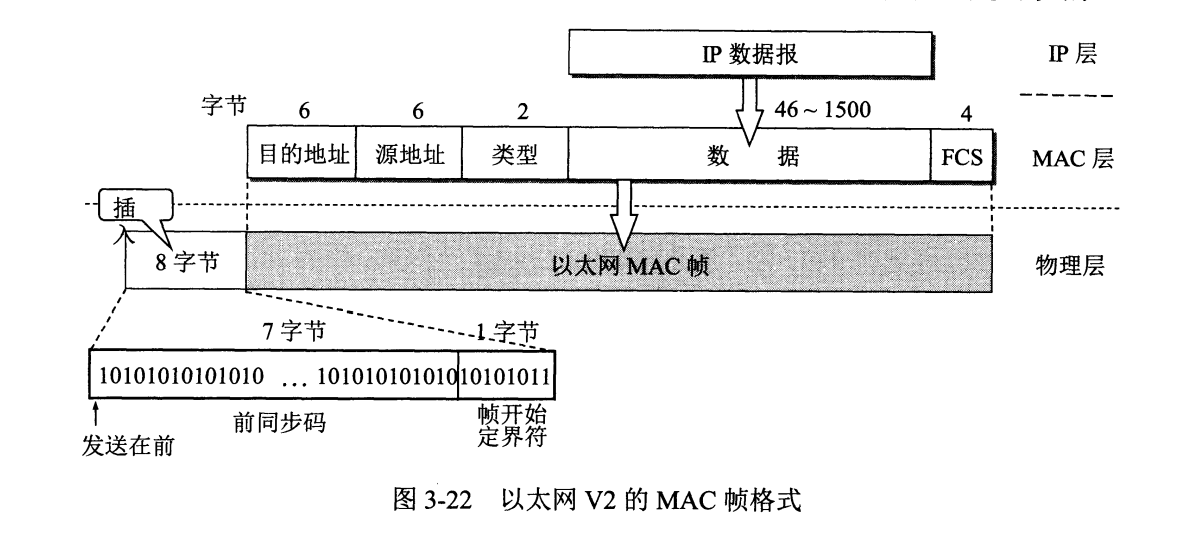 IP 数据报
IP 层
字节 6 6 2 46 ~ 1500 4
目的地址 源地址 类型 数 据 FCS
MAC 层
插
入
8 字节
以太网 MAC 帧
物理层
7 字节
1 字节
10101010101010 … 101010101010
10101011
发送在前
前同步码
帧开始
定界符
图 3-22 以太网 V2 的 MAC 帧格式